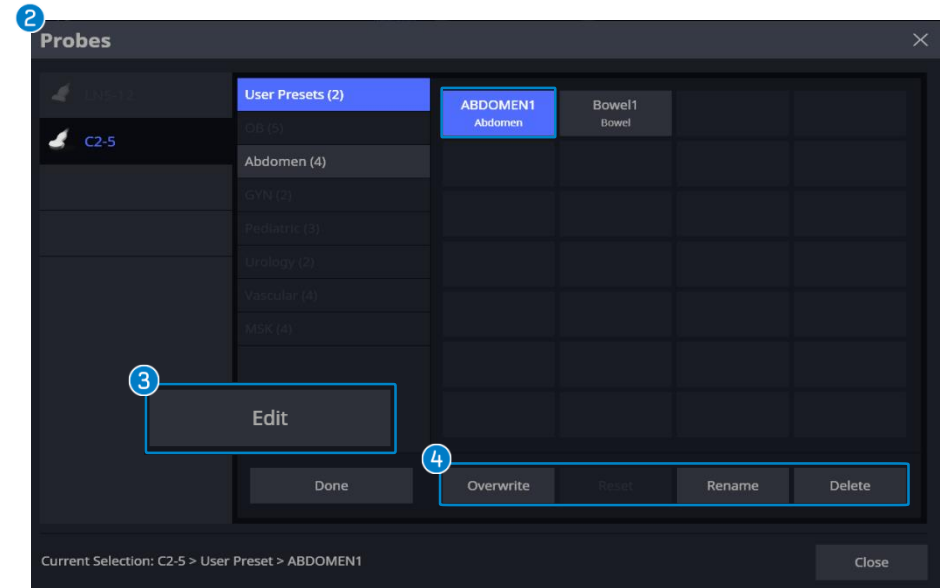 2
Probes
LN5-12
C2-5
User Presets (2)
OB (5)
Abdomen (4)
GYN (2)
Pediatric (3)
Urology (2)
Vascular (4)
MSK (4)
ABDOMEN1
Abdomen
Bowel1
Bowel
3
Edit
Done
4
Overwrite
Reset
Rename
Delete
Current Selection: C2-5 > User Preset > ABDOMEN1
Close